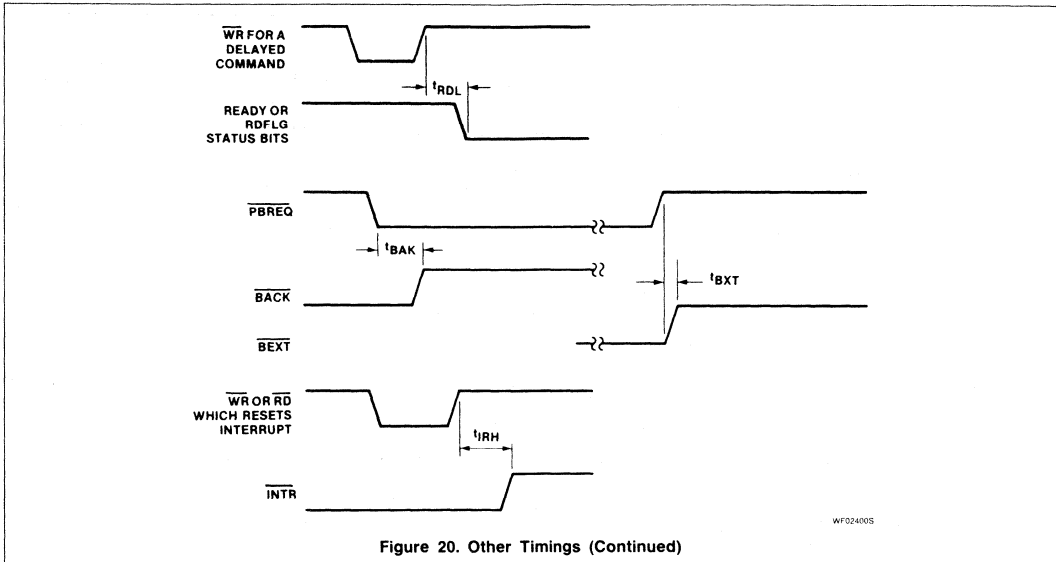 WR FOR A
DELAYED
COMMAND
tRDL
READY OR
RDFLG
STATUS BITS
PBREQ
tBAK
tBXT
BACK
BEXT
WR OR RD
WHICH RESETS
INTERRUPT
tIRH
INTR
WF02400S
Figure 20. Other Timings (Continued)